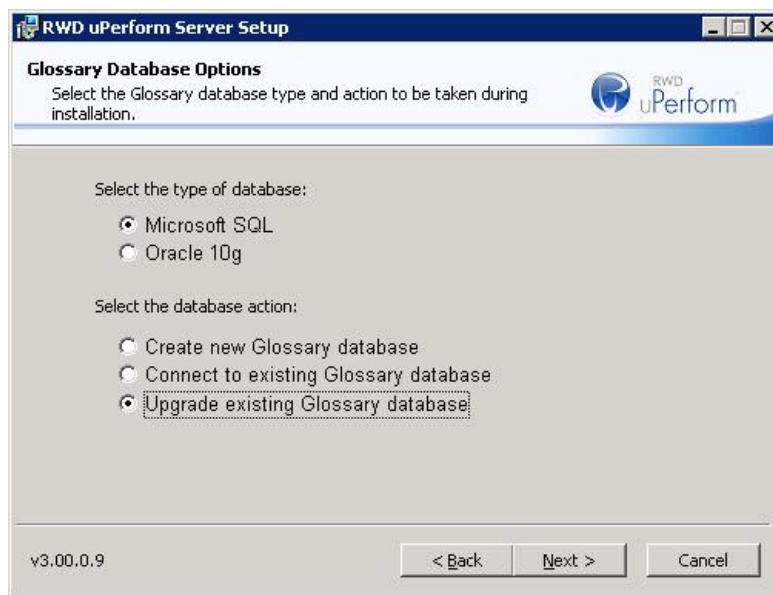 RWD uPerform Server Setup
Glossary Database Options
Select the Glossary database type and action to be taken during
installation.
RWD
uPerform
Select the type of database:
Microsoft SQL
Oracle 10g
Select the database action:
Create new Glossary database
Connect to existing Glossary database
Upgrade existing Glossary database
v3.00.0.9
< Back
Next >
Cancel